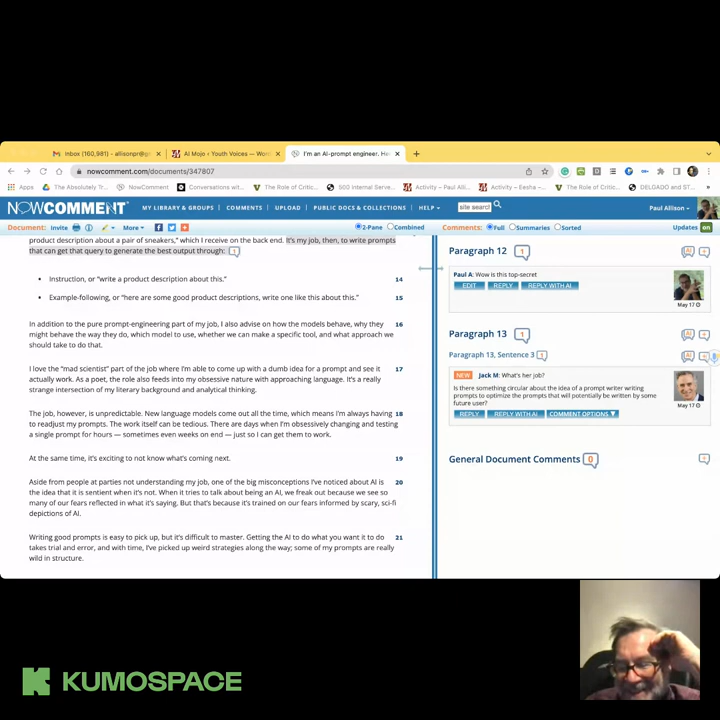 Inbox (160,981) - allisonpr@gm
AI Mojo ‹ Youth Voices — Wor
I'm an AI-prompt engineer. He
nowcomment.com/documents/347807
Apps
The Absolutely Tra
NowComment
Conversations wit...
The Role of Critic...
500 Internal Serve...
Activity – Paul Alli...
Activity – Eesha -...
The Role of Critic...
DELGADO and ST...
NOWCOMMENT
MY LIBRARY & GROUPS
COMMENTS
UPLOAD
PUBLIC DOCS & COLLECTIONS
HELP
site search
Paul Allison
Document: Invite
More
2-Pane
Combined
Comments:
Full
Summaries
Sorted
Updates on
product description about a pair of sneakers," which I receive on the back end. It's my job, then, to write prompts
that can get that query to generate the best output through: 1
Instruction, or "write a product description about this." 14
Example-following, or "here are some good product descriptions, write one like this about this." 15
In addition to the pure prompt-engineering part of my job, I also advise on how the models behave, why they 16
might behave the way they do, which model to use, whether we can make a specific tool, and what approach we
should take to do that.
I love the "mad scientist" part of the job where I'm able to come up with a dumb idea for a prompt and see it 17
actually work. As a poet, the role also feeds into my obsessive nature with approaching language. It's a really
strange intersection of my literary background and analytical thinking.
The job, however, is unpredictable. New language models come out all the time, which means I'm always having 18
to readjust my prompts. The work itself can be tedious. There are days when I'm obsessively changing and testing
a single prompt for hours — sometimes even weeks on end — just so I can get them to work.
At the same time, it's exciting to not know what's coming next. 19
Aside from people at parties not understanding my job, one of the big misconceptions I've noticed about AI is 20
the idea that it is sentient when it's not. When it tries to talk about being an AI, we freak out because we see so
many of our fears reflected in what it's saying. But that's because it's trained on our fears informed by scary, sci-fi
depictions of AI.
Writing good prompts is easy to pick up, but it's difficult to master. Getting the AI to do what you want it to do 21
takes trial and error, and with time, I've picked up weird strategies along the way; some of my prompts are really
wild in structure.
Paragraph 12 1
AI
Paul A: Wow is this top-secret
EDIT
REPLY
REPLY WITH AI
May 17
Paragraph 13 1
AI
Paragraph 13, Sentence 3 1
AI
NEW Jack M: What's her job?
Is there something circular about the idea of a prompt writer writing
prompts to optimize the prompts that will potentially be written by some
future user?
REPLY
REPLY WITH AI
COMMENT OPTIONS
May 17
General Document Comments 0
KUMOSPACE